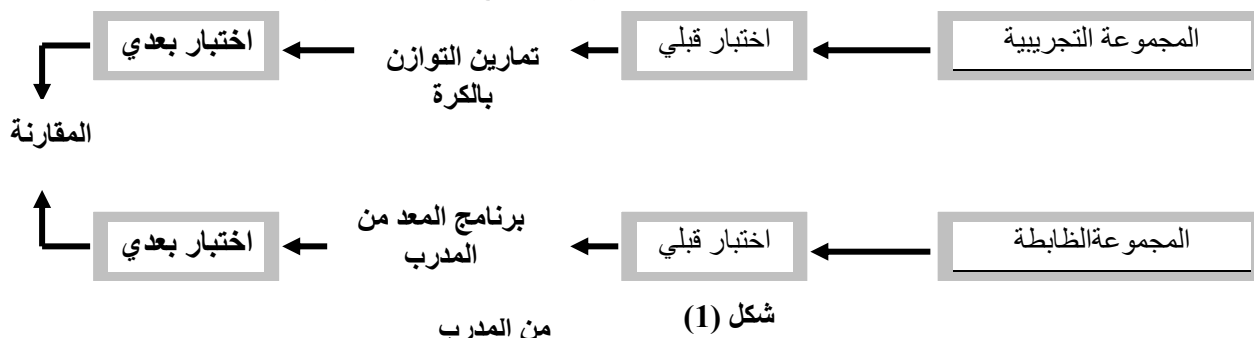 المجموعة التجريبية
اختبار قبلي
تمارين التوازن
بالكرة
اختبار بعدي
المقارنة
المجموعةالظابطة
اختبار قبلي
برنامج المعد من
المدرب
اختبار بعدي
شكل (1)
من المدرب